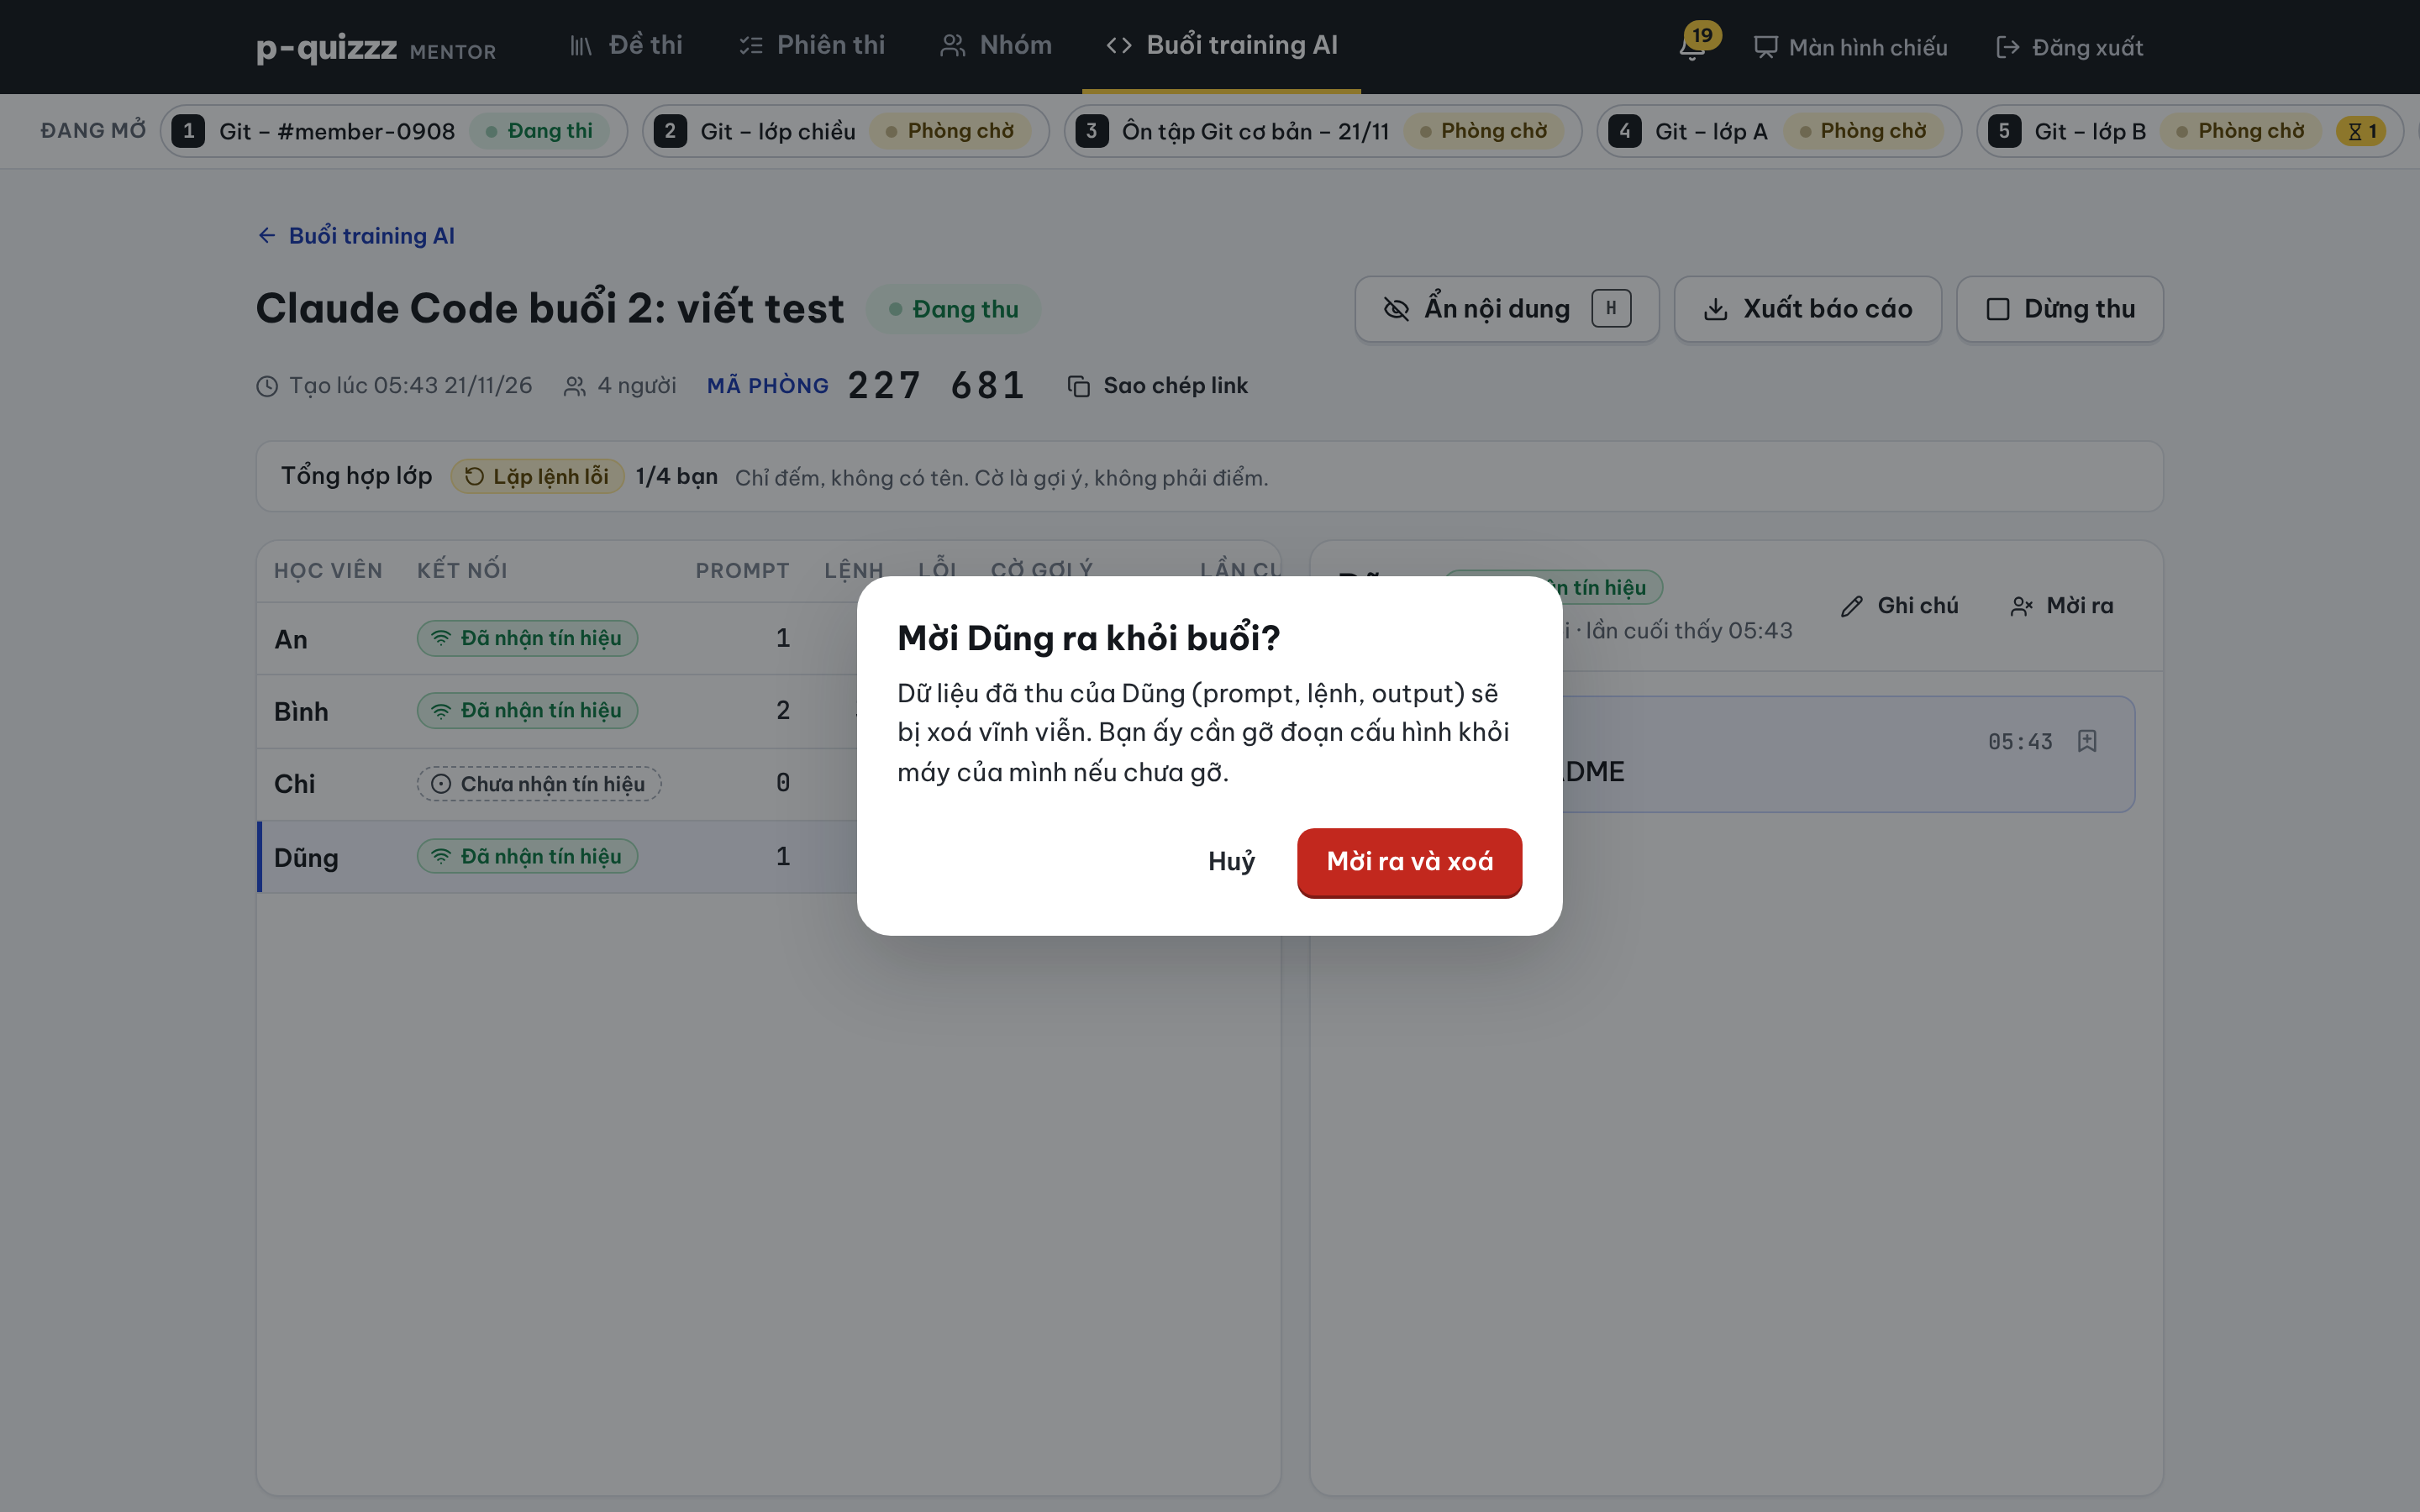 p-quizzz MENTOR
Đề thi
Phiên thi
Nhóm
Buổi training AI
19
Màn hình chiếu
Đăng xuất
ĐANG MỞ
1 Git – #member-0908 Đang thi
2 Git – lớp chiều Phòng chờ
3 Ôn tập Git cơ bản – 21/11 Phòng chờ
4 Git – lớp A Phòng chờ
5 Git – lớp B Phòng chờ 1
Buổi training AI
Claude Code buổi 2: viết test Đang thu
Ẩn nội dung H
Xuất báo cáo
Dừng thu
Tạo lúc 05:43 21/11/26 4 người MÃ PHÒNG 227 681 Sao chép link
Tổng hợp lớp Lặp lệnh lỗi 1/4 bạn Chỉ đếm, không có tên. Cờ là gợi ý, không phải điểm.
HỌC VIÊN KẾT NỐI PROMPT LỆNH LỖI CỜ GỢI Ý LẦN
An Đã nhận tín hiệu 1
Bình Đã nhận tín hiệu 2
Chi Chưa nhận tín hiệu 0
Dũng Đã nhận tín hiệu 1
tín hiệu
· lần cuối thấy 05:43
Ghi chú
Mời ra
05:43
Mời Dũng ra khỏi buổi?
Dữ liệu đã thu của Dũng (prompt, lệnh, output) sẽ
bị xoá vĩnh viễn. Bạn ấy cần gỡ đoạn cấu hình khỏi
máy của mình nếu chưa gỡ.
Huỷ
Mời ra và xoá